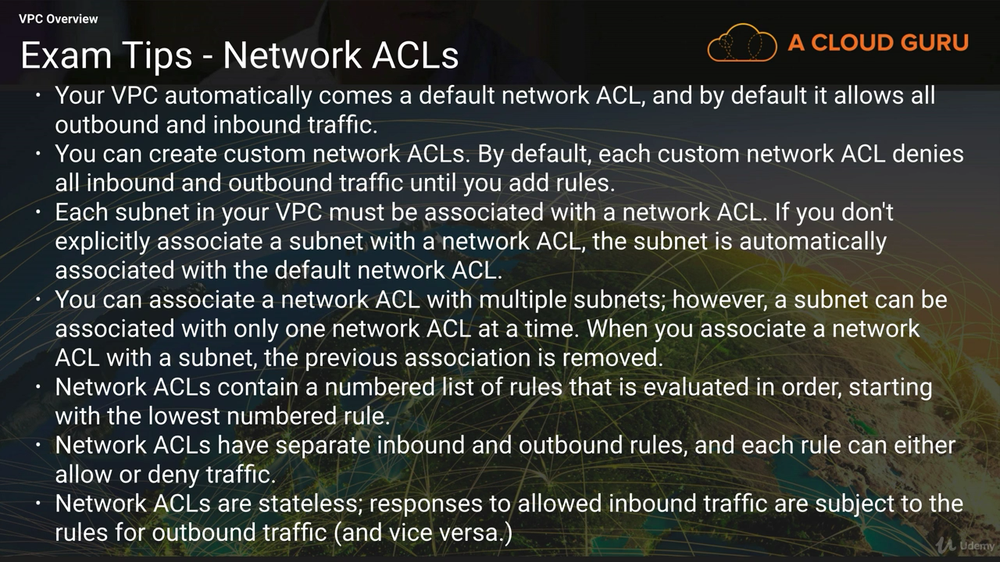 VPC Overview
Exam Tips - Network ACLs
A CLOUD GURU
• Your VPC automatically comes a default network ACL, and by default it allows all
outbound and inbound traffic.
• You can create custom network ACLs. By default, each custom network ACL denies
all inbound and outbound traffic until you add rules.
• Each subnet in your VPC must be associated with a network ACL. If you don't
explicitly associate a subnet with a network ACL, the subnet is automatically
associated with the default network ACL.
• You can associate a network ACL with multiple subnets; however, a subnet can be
associated with only one network ACL at a time. When you associate a network
ACL with a subnet, the previous association is removed.
• Network ACLs contain a numbered list of rules that is evaluated in order, starting
with the lowest numbered rule.
• Network ACLs have separate inbound and outbound rules, and each rule can either
allow or deny traffic.
• Network ACLs are stateless; responses to allowed inbound traffic are subject to the
rules for outbound traffic (and vice versa.)
Udemy